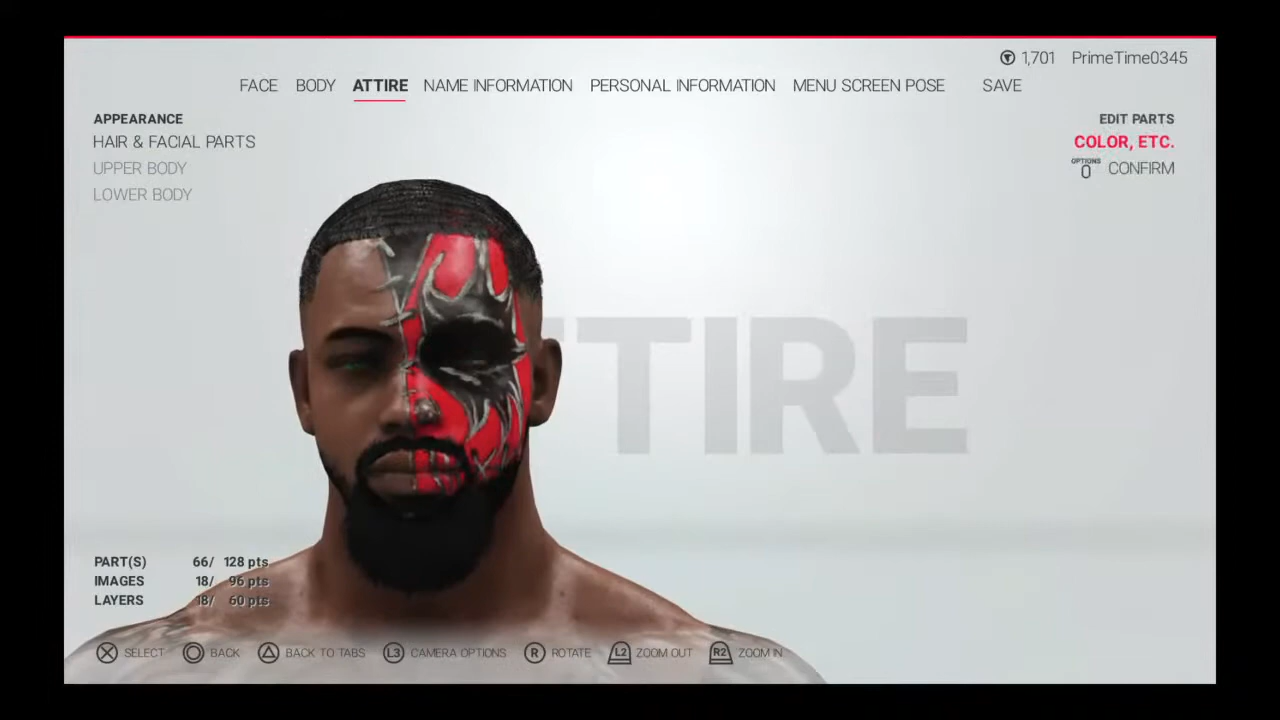 1,701 PrimeTime0345
FACE BODY ATTIRE NAME INFORMATION PERSONAL INFORMATION MENU SCREEN POSE SAVE
APPEARANCE
HAIR & FACIAL PARTS
UPPER BODY
LOWER BODY
EDIT PARTS
COLOR, ETC.
OPTIONS CONFIRM
ATTIRE
PART(S) 66/ 128 pts
IMAGES 18/ 96 pts
LAYERS 18/ 60 pts
SELECT BACK BACK TO TABS L3 CAMERA OPTIONS R ROTATE L2 ZOOM OUT R2 ZOOM IN